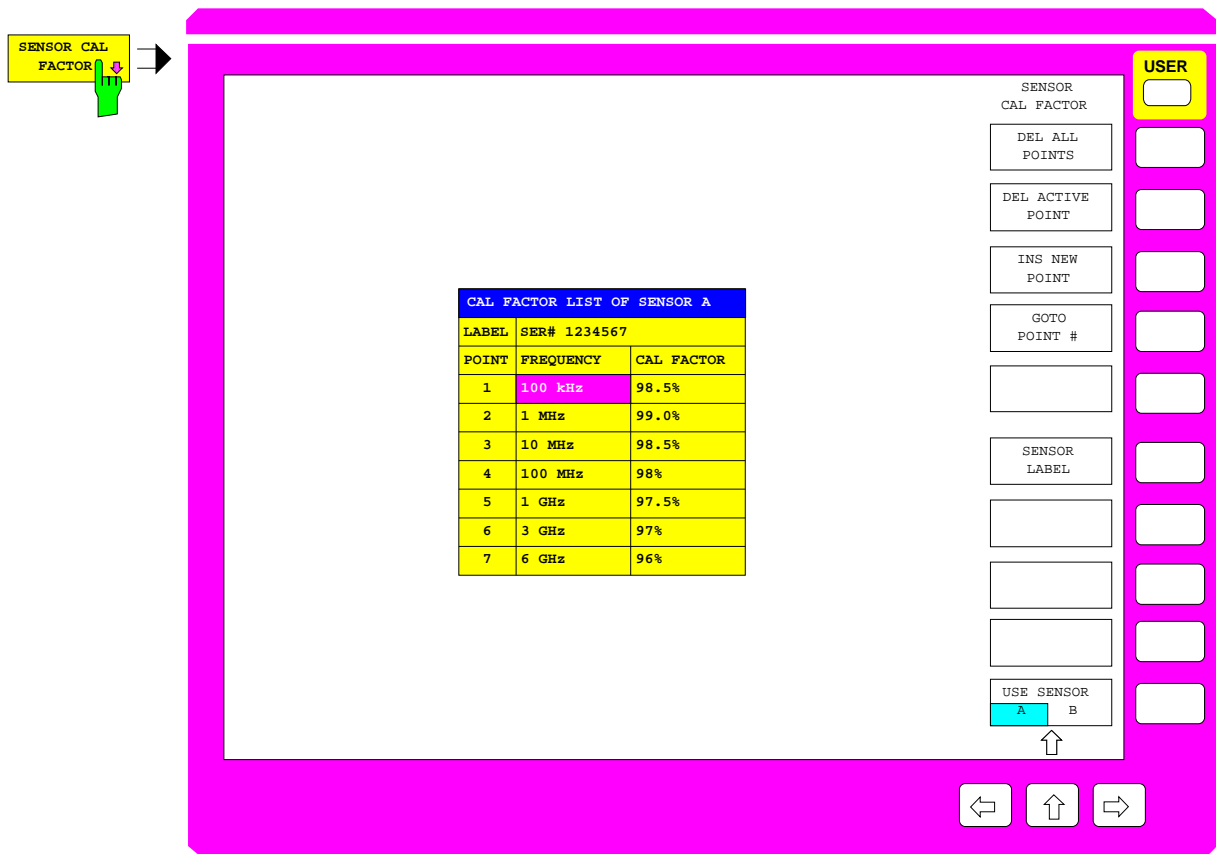 SENSOR CAL
FACTOR
USER
SENSOR
CAL FACTOR
DEL ALL
POINTS
DEL ACTIVE
POINT
INS NEW
POINT
GOTO
POINT #
SENSOR
LABEL
USE SENSOR
A B
CAL FACTOR LIST OF SENSOR A
LABEL SER# 1234567
POINT FREQUENCY CAL FACTOR
1 100 kHz 98.5%
2 1 MHz 99.0%
3 10 MHz 98.5%
4 100 MHz 98%
5 1 GHz 97.5%
6 3 GHz 97%
7 6 GHz 96%